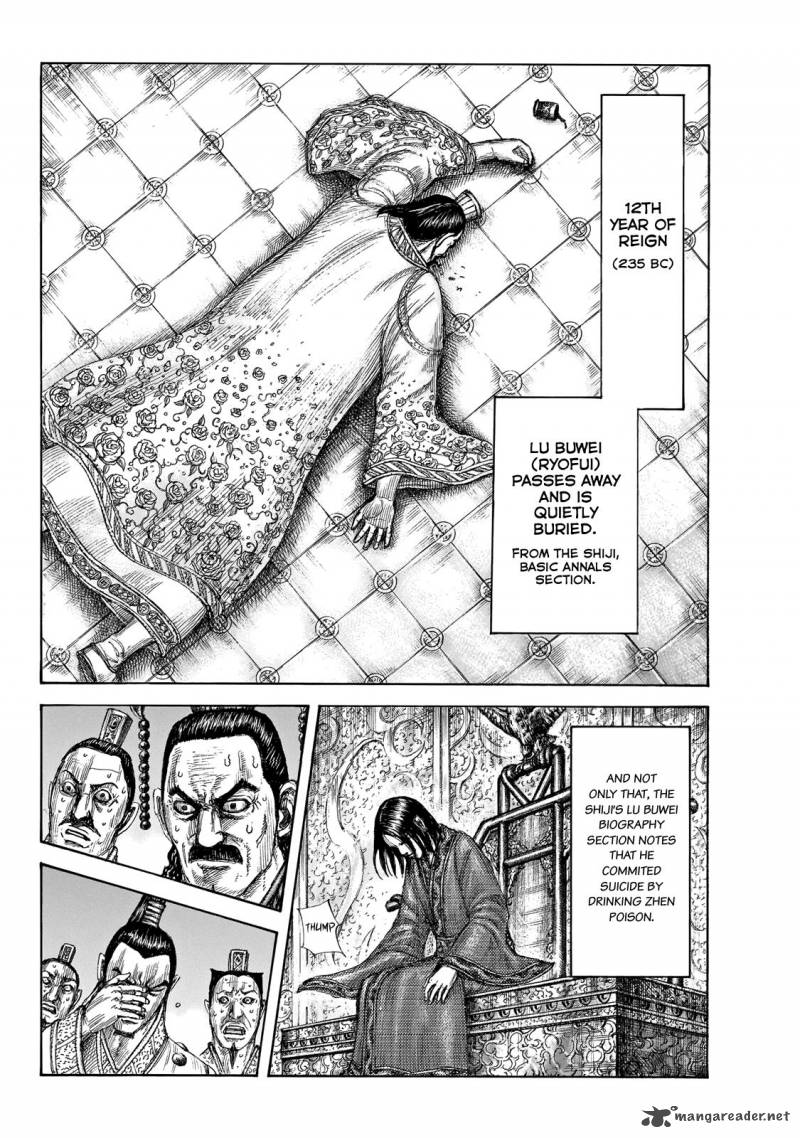 12TH
YEAR OF
REIGN
(235 BC)
LU BUWEI
(RYOFUI)
PASSES AWAY
AND IS
QUIETLY
BURIED.
FROM THE SHIJI,
BASIC ANNALS
SECTION.
AND NOT
ONLY THAT, THE
SHIJI'S LU BUWEI
BIOGRAPHY
SECTION NOTES
THAT HE
COMMITED
SUICIDE BY
DRINKING ZHEN
POISON.
THUMP
mangareader.net